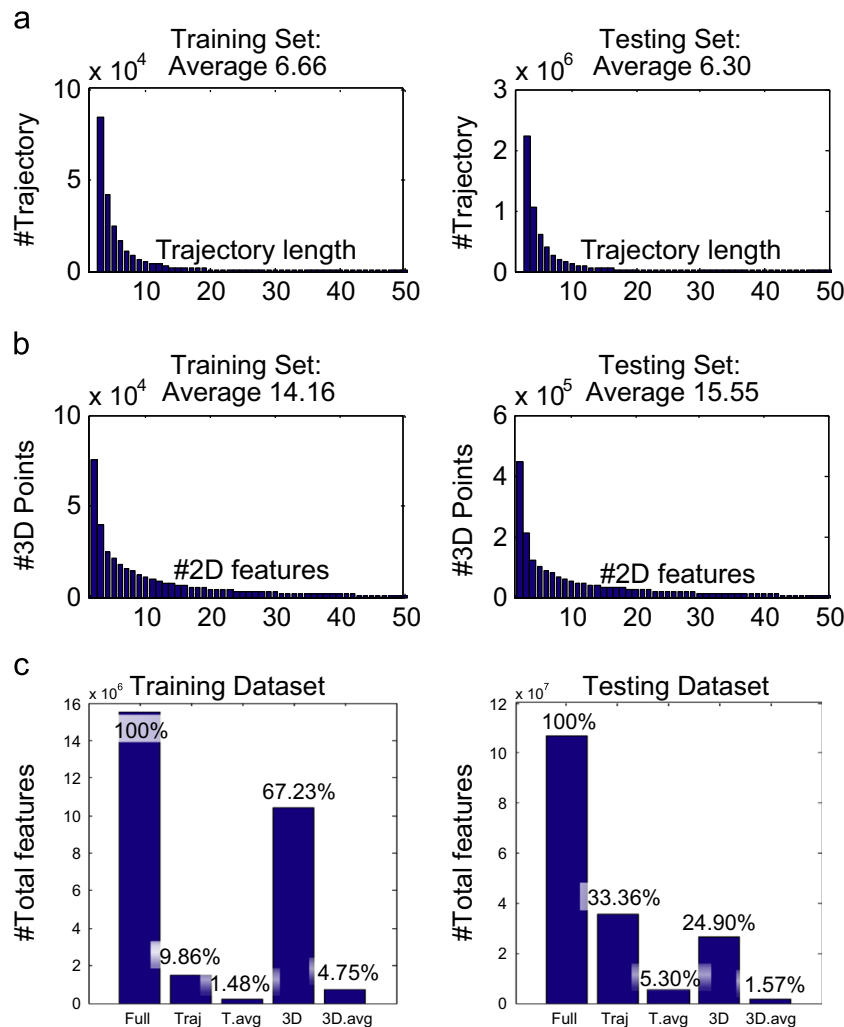 a
Training Set:
Average 6.66
x 10^4
10
5
0
#Trajectory
Trajectory length
10 20 30 40 50
Testing Set:
Average 6.30
x 10^6
3
2
1
0
#Trajectory
Trajectory length
10 20 30 40 50
b
Training Set:
Average 14.16
x 10^4
10
5
0
#3D Points
#2D features
10 20 30 40 50
Testing Set:
Average 15.55
x 10^5
6
4
2
0
#3D Points
#2D features
10 20 30 40 50
c
Training Dataset
x 10^6
16
14
12
10
8
6
4
2
0
#Total features
100%
9.86%
1.48%
67.23%
4.75%
Full Traj T.avg 3D 3D.avg
Testing Dataset
x 10^7
12
10
8
6
4
2
0
#Total features
100%
33.36%
5.30%
24.90%
1.57%
Full Traj T.avg 3D 3D.avg